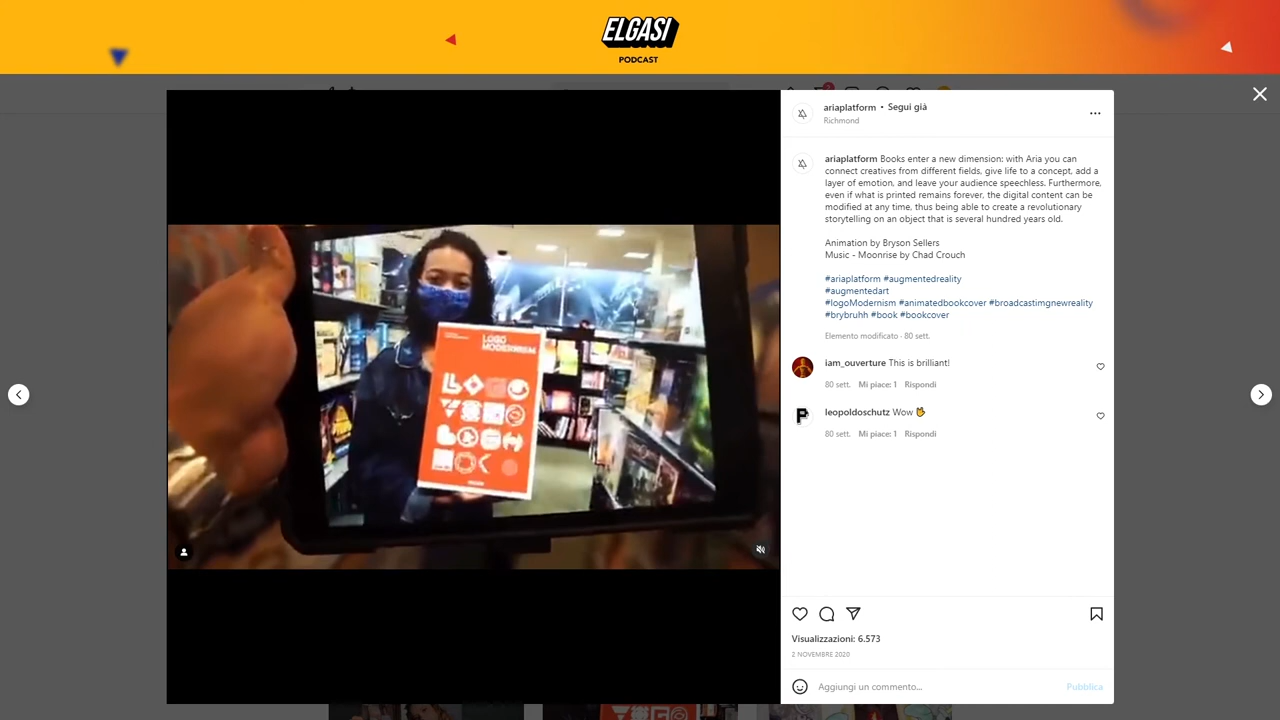 ELGASI
PODCAST
ariaplatform • Segui già
Richmond
ariaplatform Books enter a new dimension: with Aria you can
connect creatives from different fields, give life to a concept, add a
layer of emotion, and leave your audience speechless. Furthermore,
even if what is printed remains forever, the digital content can be
modified at any time, thus being able to create a revolutionary
storytelling on an object that is several hundred years old.
Animation by Bryson Sellers
Music - Moonrise by Chad Crouch
#ariaplatform #augmentedreality
#augmentedart
#logoModernism #animatedbookcover #broadcastimgnewreality
#brybruhh #book #bookcover
Elemento modificato · 80 sett.
iam_ouverture This is brilliant!
80 sett. Mi piace: 1 Rispondi
leopoldoschutz Wow
80 sett. Mi piace: 1 Rispondi
LOGO
MODERNISM
Visualizzazioni: 6.573
2 NOVEMBRE 2020
Aggiungi un commento...
Pubblica